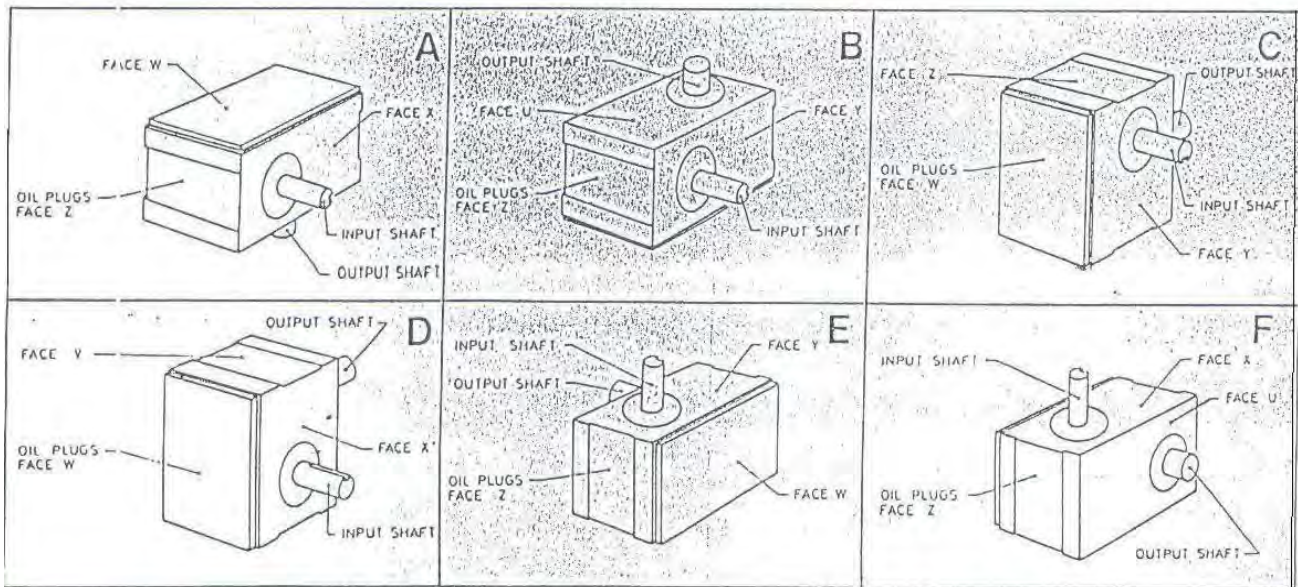 A
FACE W
FACE X
OIL PLUGS
FACE Z
INPUT SHAFT
OUTPUT SHAFT
B
OUTPUT SHAFT
FACE U
FACE Y
OIL PLUGS
FACE Z
INPUT SHAFT
C
FACE Z
OUTPUT SHAFT
OIL PLUGS
FACE W
INPUT SHAFT
FACE Y
D
OUTPUT SHAFT
FACE V
FACE X
OIL PLUGS
FACE W
INPUT SHAFT
E
INPUT SHAFT
FACE Y
OUTPUT SHAFT
OIL PLUGS
FACE Z
FACE W
F
INPUT SHAFT
FACE X
FACE U
OIL PLUGS
FACE Z
OUTPUT SHAFT